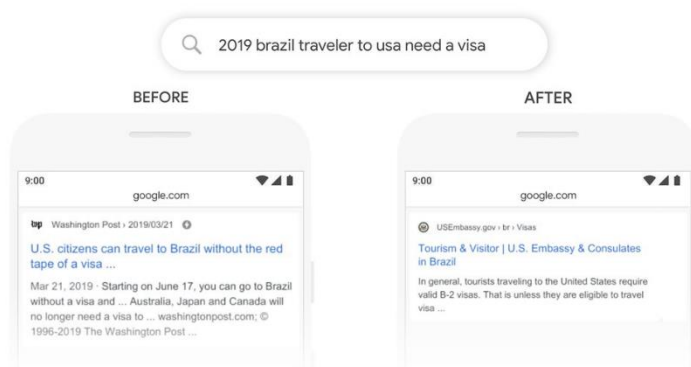 2019 brazil traveler to usa need a visa
BEFORE
9:00
google.com
wp Washington Post › 2019/03/21
U.S. citizens can travel to Brazil without the red
tape of a visa ...
Mar 21, 2019 · Starting on June 17, you can go to Brazil
without a visa and ... Australia, Japan and Canada will
no longer need a visa to ... washingtonpost.com; ©
1996-2019 The Washington Post ...
AFTER
9:00
google.com
USEmbassy.gov › br › Visas
Tourism & Visitor | U.S. Embassy & Consulates
in Brazil
In general, tourists traveling to the United States require
valid B-2 visas. That is unless they are eligible to travel
visa ...